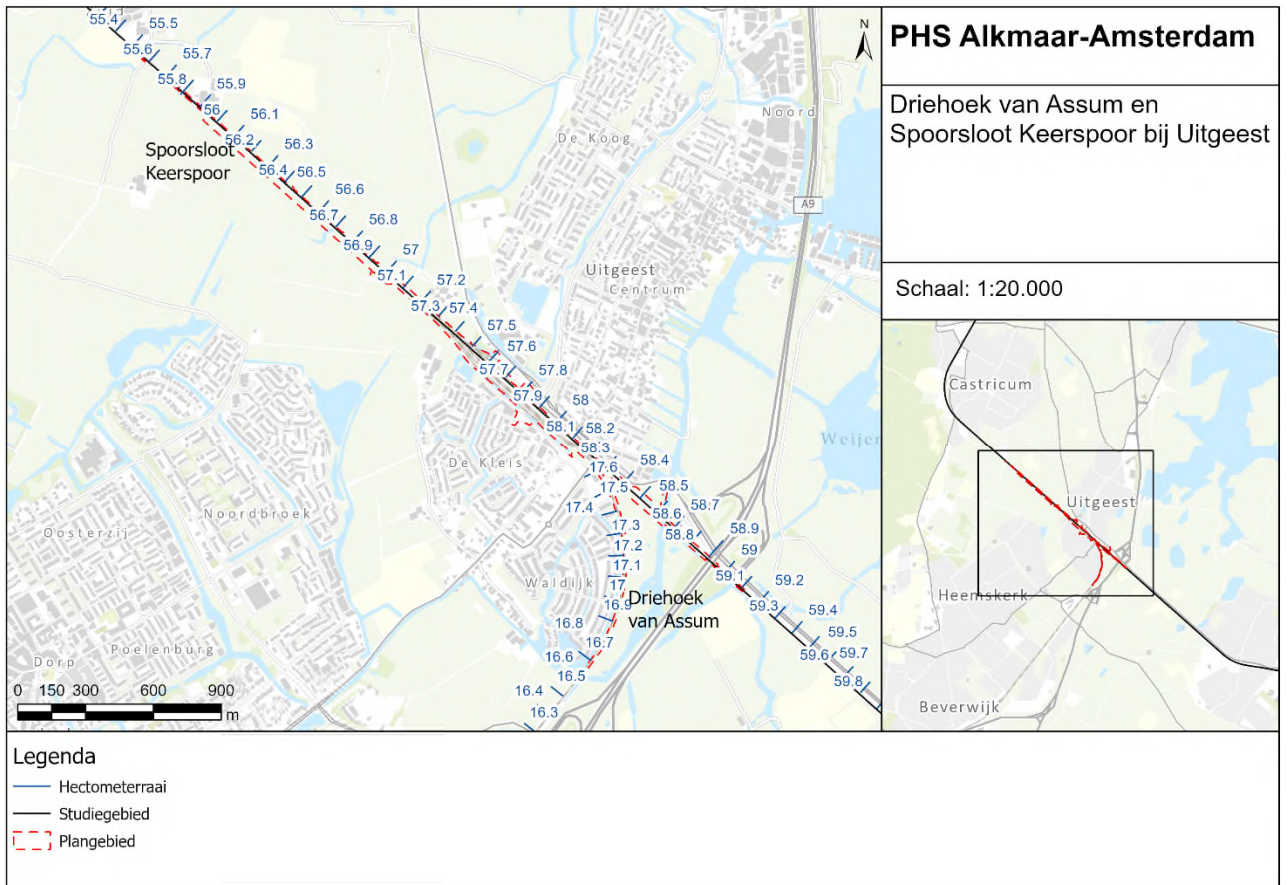 PHS Alkmaar-Amsterdam
Driehoek van Assum en
Spoorsloot Keerspoor bij Uitgeest
Schaal: 1:20.000
N
55.4
55.5
55.6
55.7
55.8
55.9
56
56.1
56.2
56.3
56.4
56.5
56.6
56.7
56.8
56.9
57
57.1
57.2
57.3
57.4
57.5
57.6
57.7
57.8
57.9
58
58.1
58.2
58.3
58.4
58.5
58.6
58.7
58.8
58.9
59
59.1
59.2
59.3
59.4
59.5
59.6
59.7
59.8
17.6
17.5
17.4
17.3
17.2
17.1
17
16.9
16.8
16.7
16.6
16.5
16.4
16.3
Spoorsloot
Keerspoor
De Koog
Noord
A9
Uitgeest
Centrum
De Kleis
Noordbroek
Oosterzij
Waldijk
Driehoek
van Assum
Dorp
Poelenburg
0 150 300 600 900
m
Castricum
Uitgeest
Heemskerk
Beverwijk
Legenda
Hectometerraai
Studiegebied
Plangebied